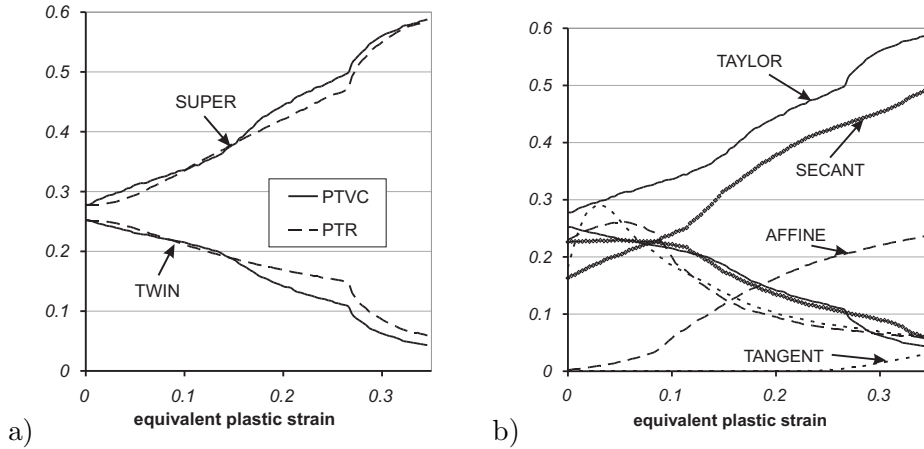 0.6
0.5
0.4
0.3
0.2
0.1
0
0
0.1
0.2
0.3
SUPER
TWIN
PTVC
PTR
equivalent plastic strain
a)
0.6
0.5
0.4
0.3
0.2
0.1
0
0
0.1
0.2
0.3
TAYLOR
SECANT
AFFINE
TANGENT
equivalent plastic strain
b)